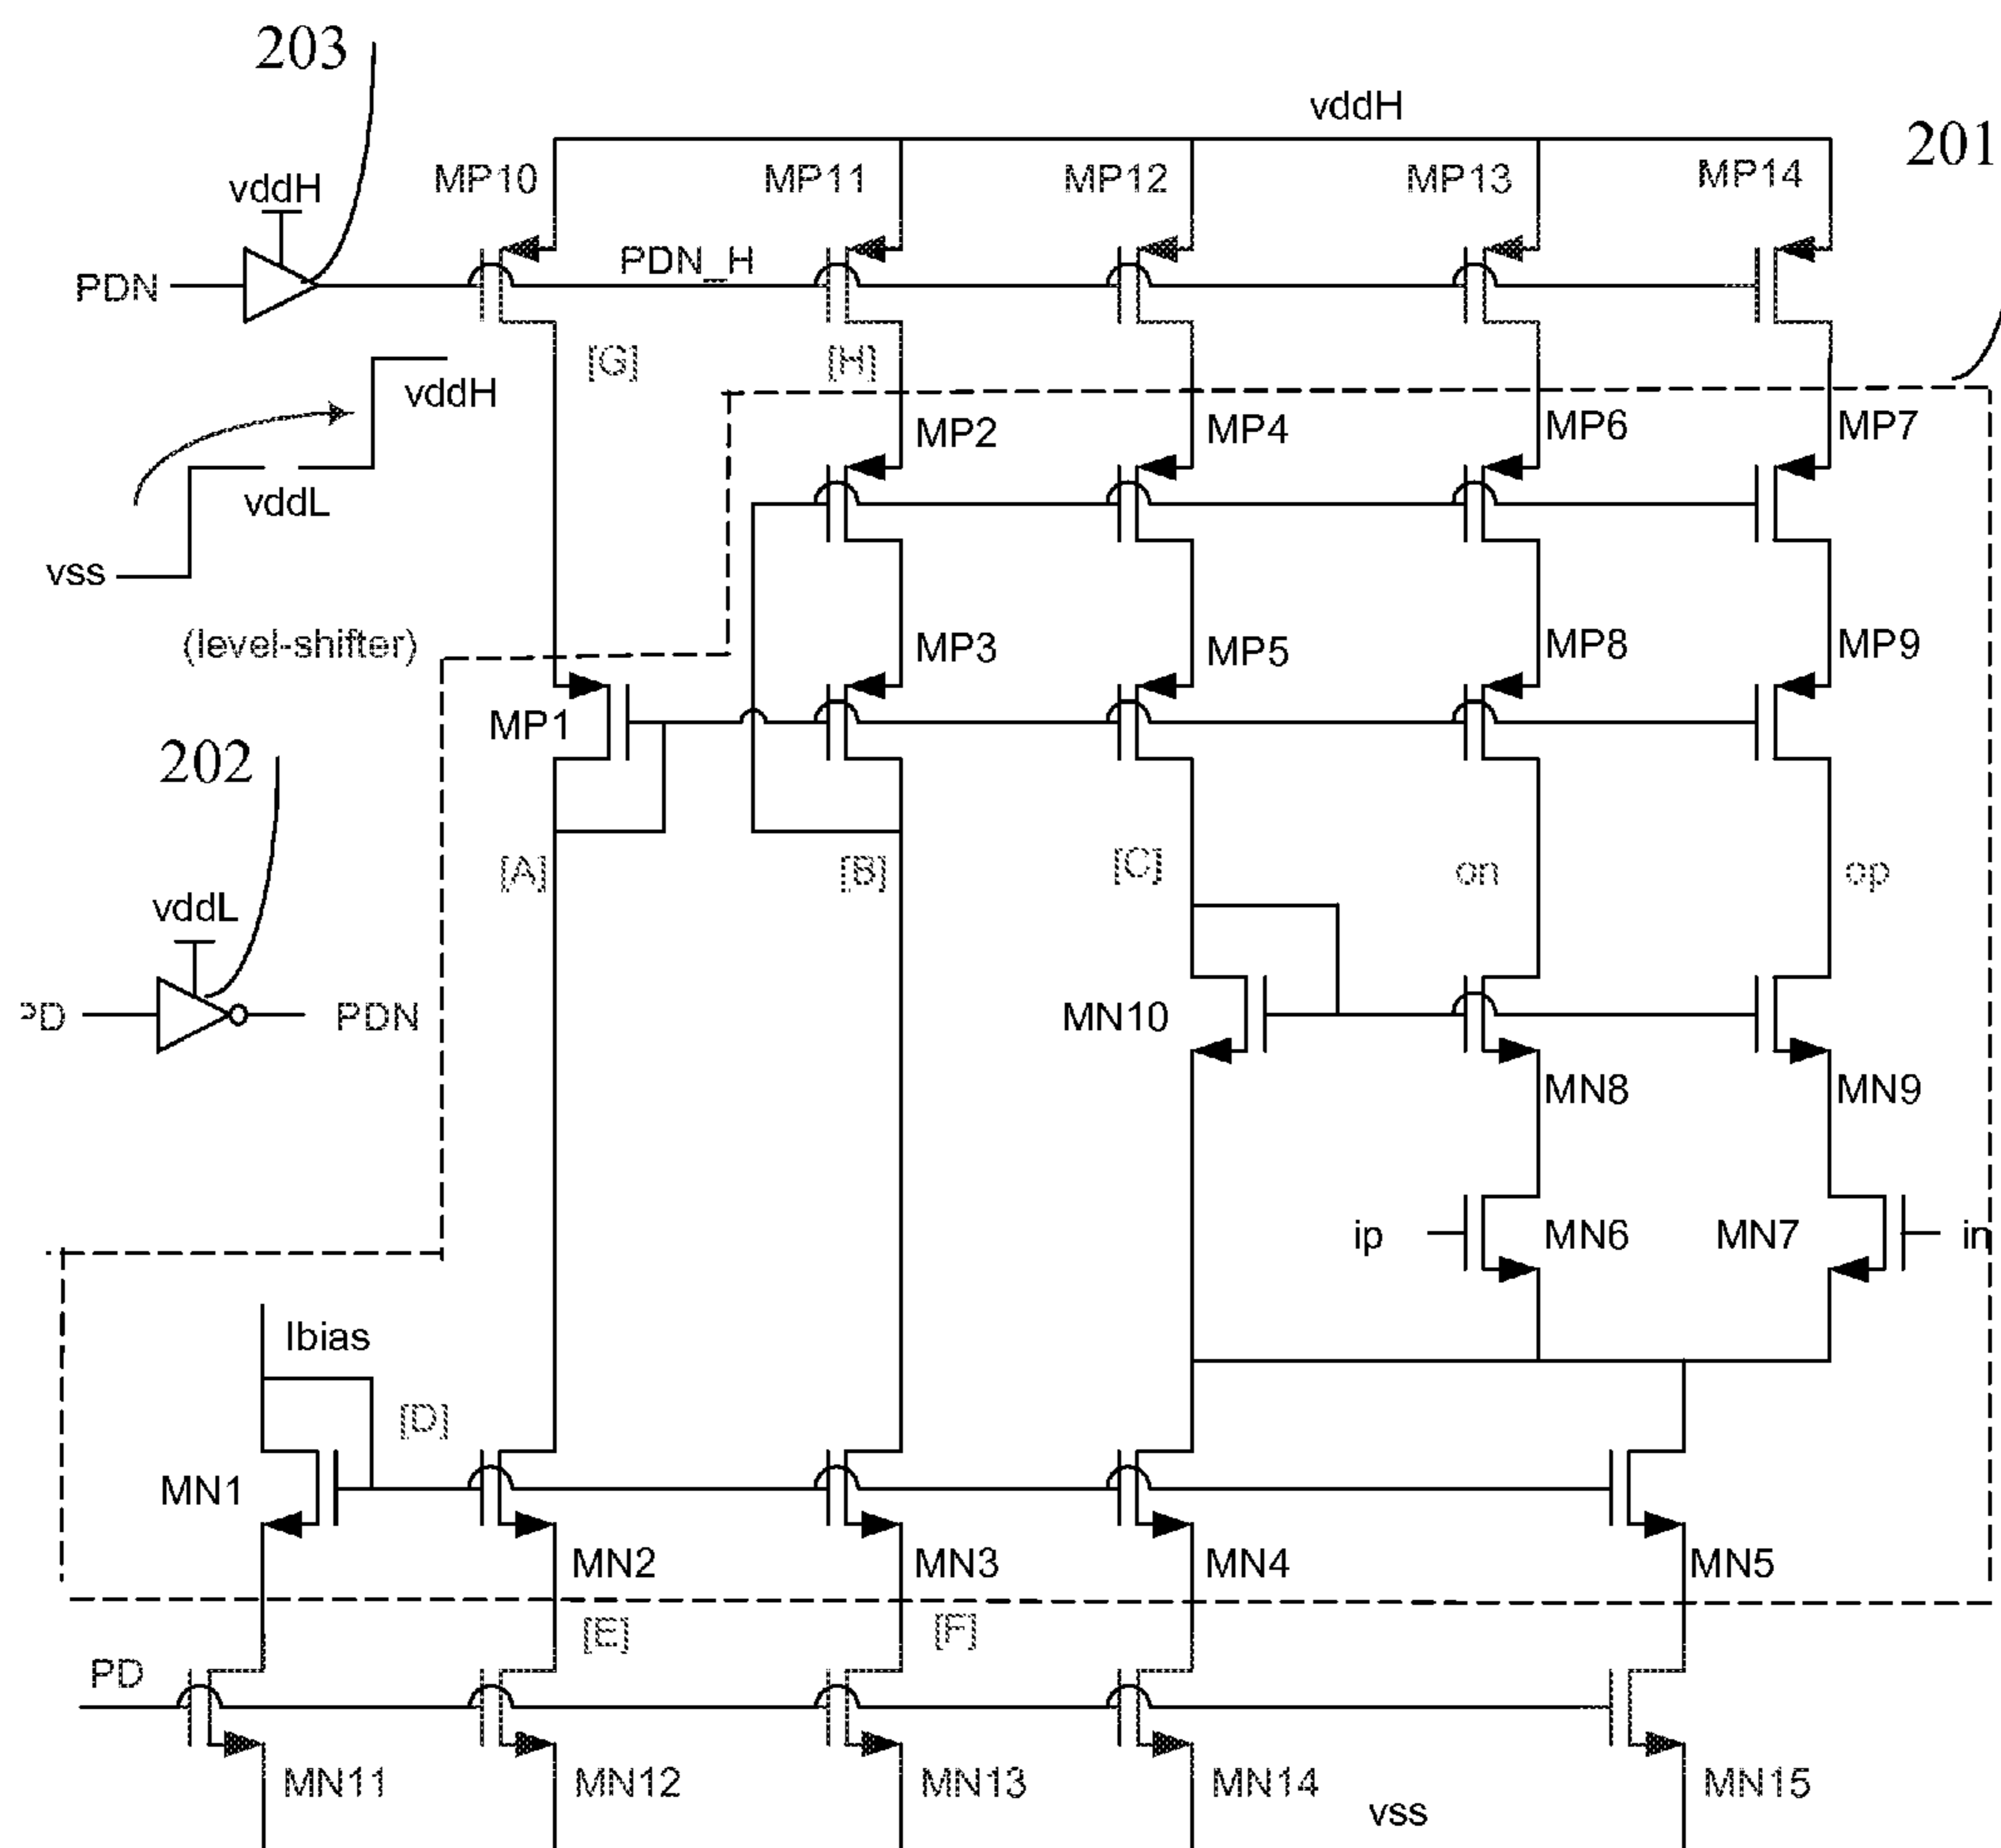 203
vddH
201
MP10
MP11
MP12
MP13
MP14
vddH
PDN
PDN_H
[G]
[H]
vddH
vddL
vss
MP2
MP4
MP6
MP7
(level-shifter)
MP3
MP5
MP8
MP9
MP1
202
[A]
[B]
[C]
on
op
vddL
PD
PDN
MN10
MN8
MN9
ip
MN6
MN7
in
Ibias
[D]
MN1
MN2
MN3
MN4
MN5
[E]
[F]
PD
MN11
MN12
MN13
MN14
vss
MN15